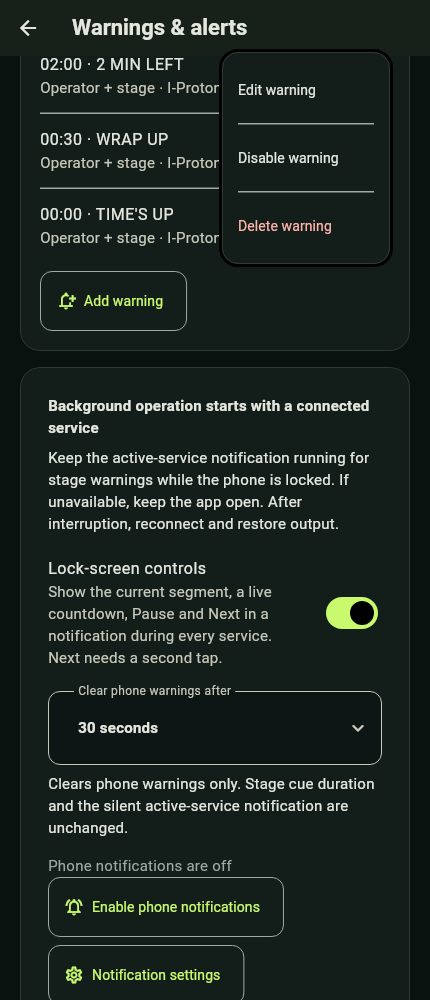 Warnings & alerts
02:00 · 2 MIN LEFT
Operator + stage · I-Proton
00:30 · WRAP UP
Operator + stage · I-Proton
00:00 · TIME'S UP
Operator + stage · I-Proton
Edit warning
Disable warning
Delete warning
Add warning
Background operation starts with a connected
service
Keep the active-service notification running for
stage warnings while the phone is locked. If
unavailable, keep the app open. After
interruption, reconnect and restore output.
Lock-screen controls
Show the current segment, a live
countdown, Pause and Next in a
notification during every service.
Next needs a second tap.
Clear phone warnings after
30 seconds
Clears phone warnings only. Stage cue duration
and the silent active-service notification are
unchanged.
Phone notifications are off
Enable phone notifications
Notification settings